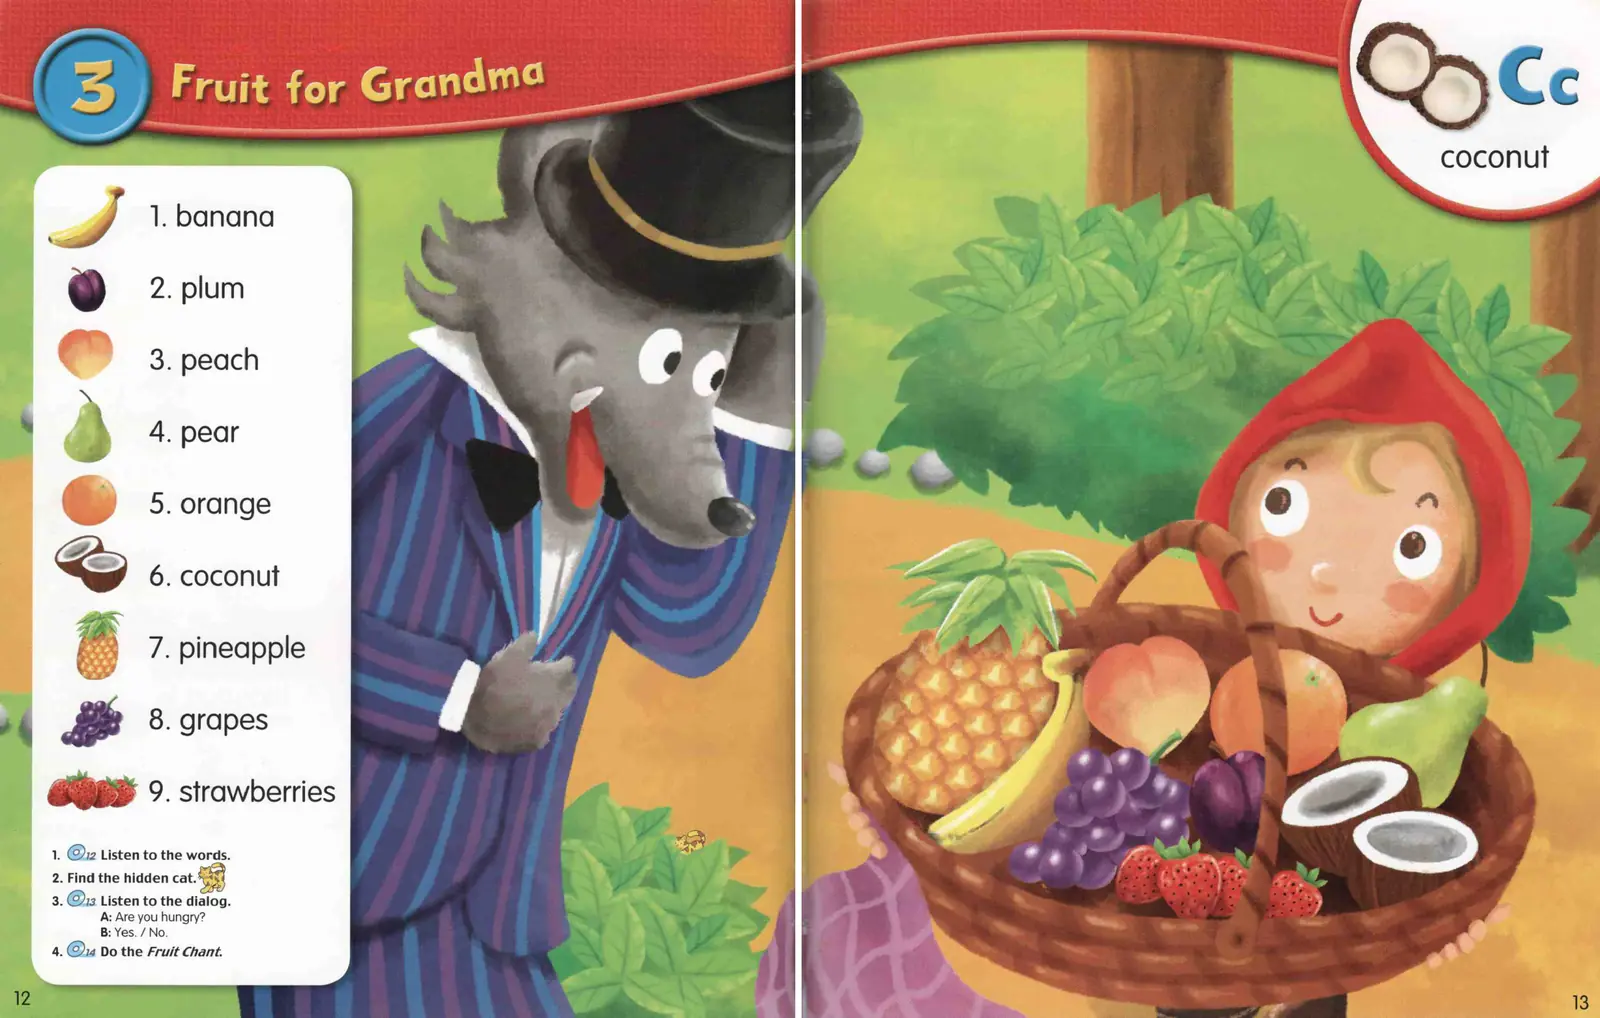 3 Fruit for Grandma
1. banana
2. plum
3. peach
4. pear
5. orange
6. coconut
7. pineapple
8. grapes
9. strawberries
1. 12 Listen to the words.
2. Find the hidden cat.
3. 13 Listen to the dialog.
A: Are you hungry?
B: Yes. / No.
4. 14 Do the Fruit Chant.
12
Cc
coconut
13